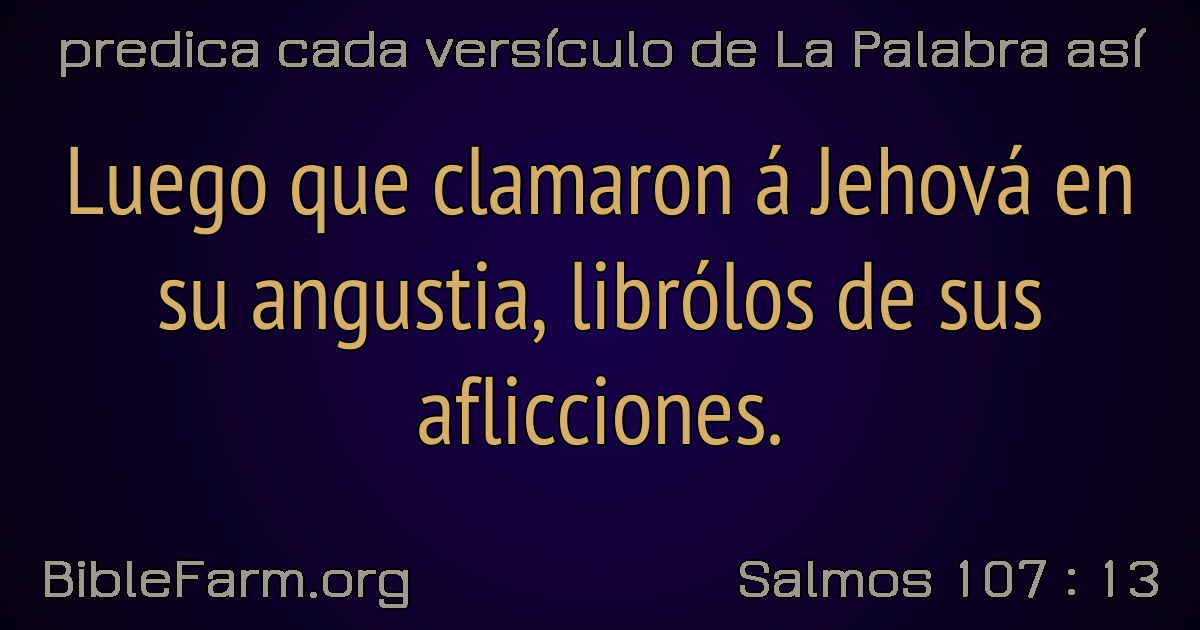 predica cada versículo de La Palabra así
Luego que clamaron á Jehová en
su angustia, librólos de sus
aflicciones.
BibleFarm.org
Salmos 107 : 13